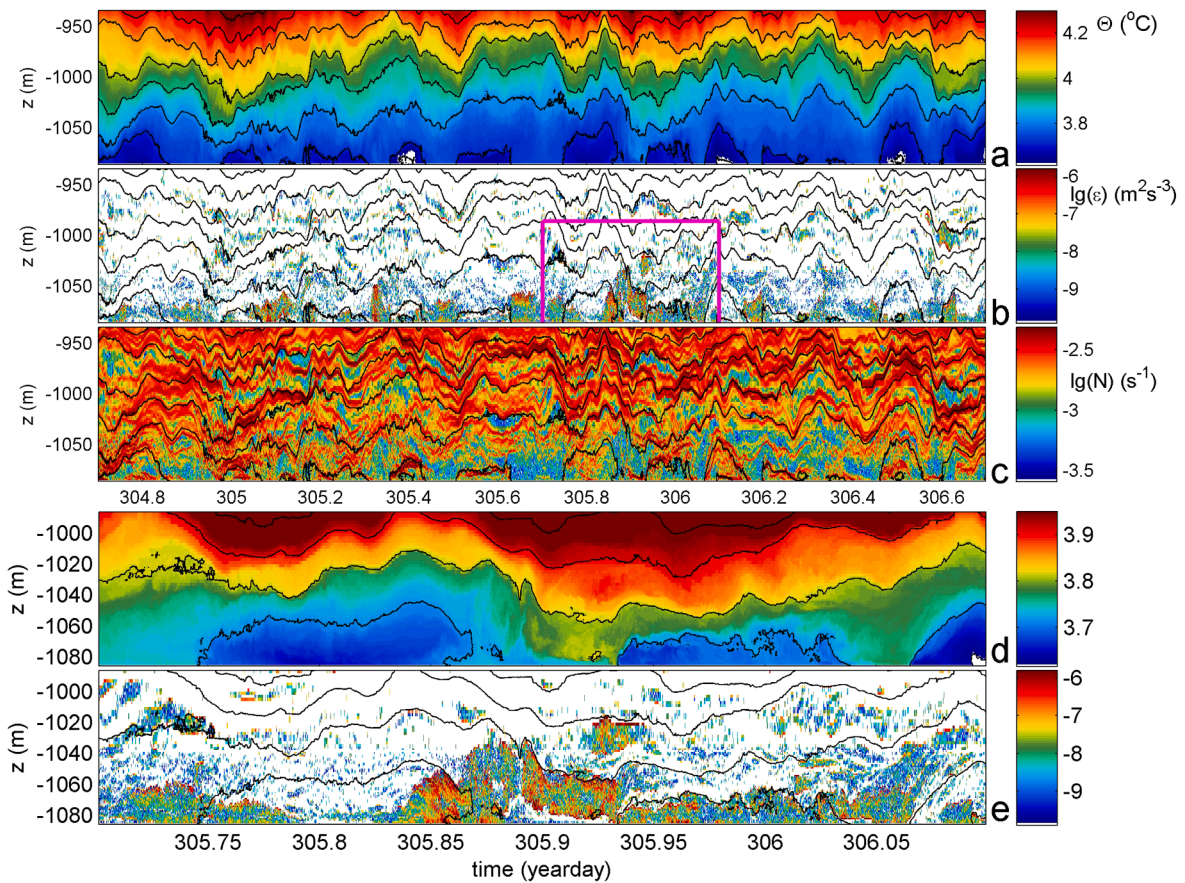 -950
-1000
-1050
z (m)
a
4.2
4
3.8
Θ (°C)
-950
-1000
-1050
z (m)
b
-6
-7
-8
-9
lg(ε) (m²s⁻³)
-950
-1000
-1050
z (m)
c
-2.5
-3
-3.5
lg(N) (s⁻¹)
304.8 305 305.2 305.4 305.6 305.8 306 306.2 306.4 306.6
-1000
-1020
-1040
-1060
-1080
z (m)
d
3.9
3.8
3.7
-1000
-1020
-1040
-1060
-1080
z (m)
e
-6
-7
-8
-9
305.75 305.8 305.85 305.9 305.95 306 306.05
time (yearday)